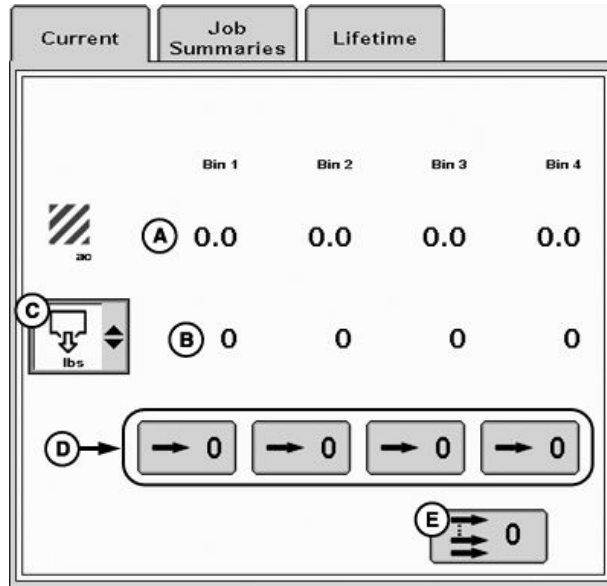 Current
Job
Summaries
Lifetime
Bin 1 Bin 2 Bin 3 Bin 4
ac
A 0.0 0.0 0.0 0.0
C
lbs
B 0 0 0 0
D 0 0 0 0
E 0